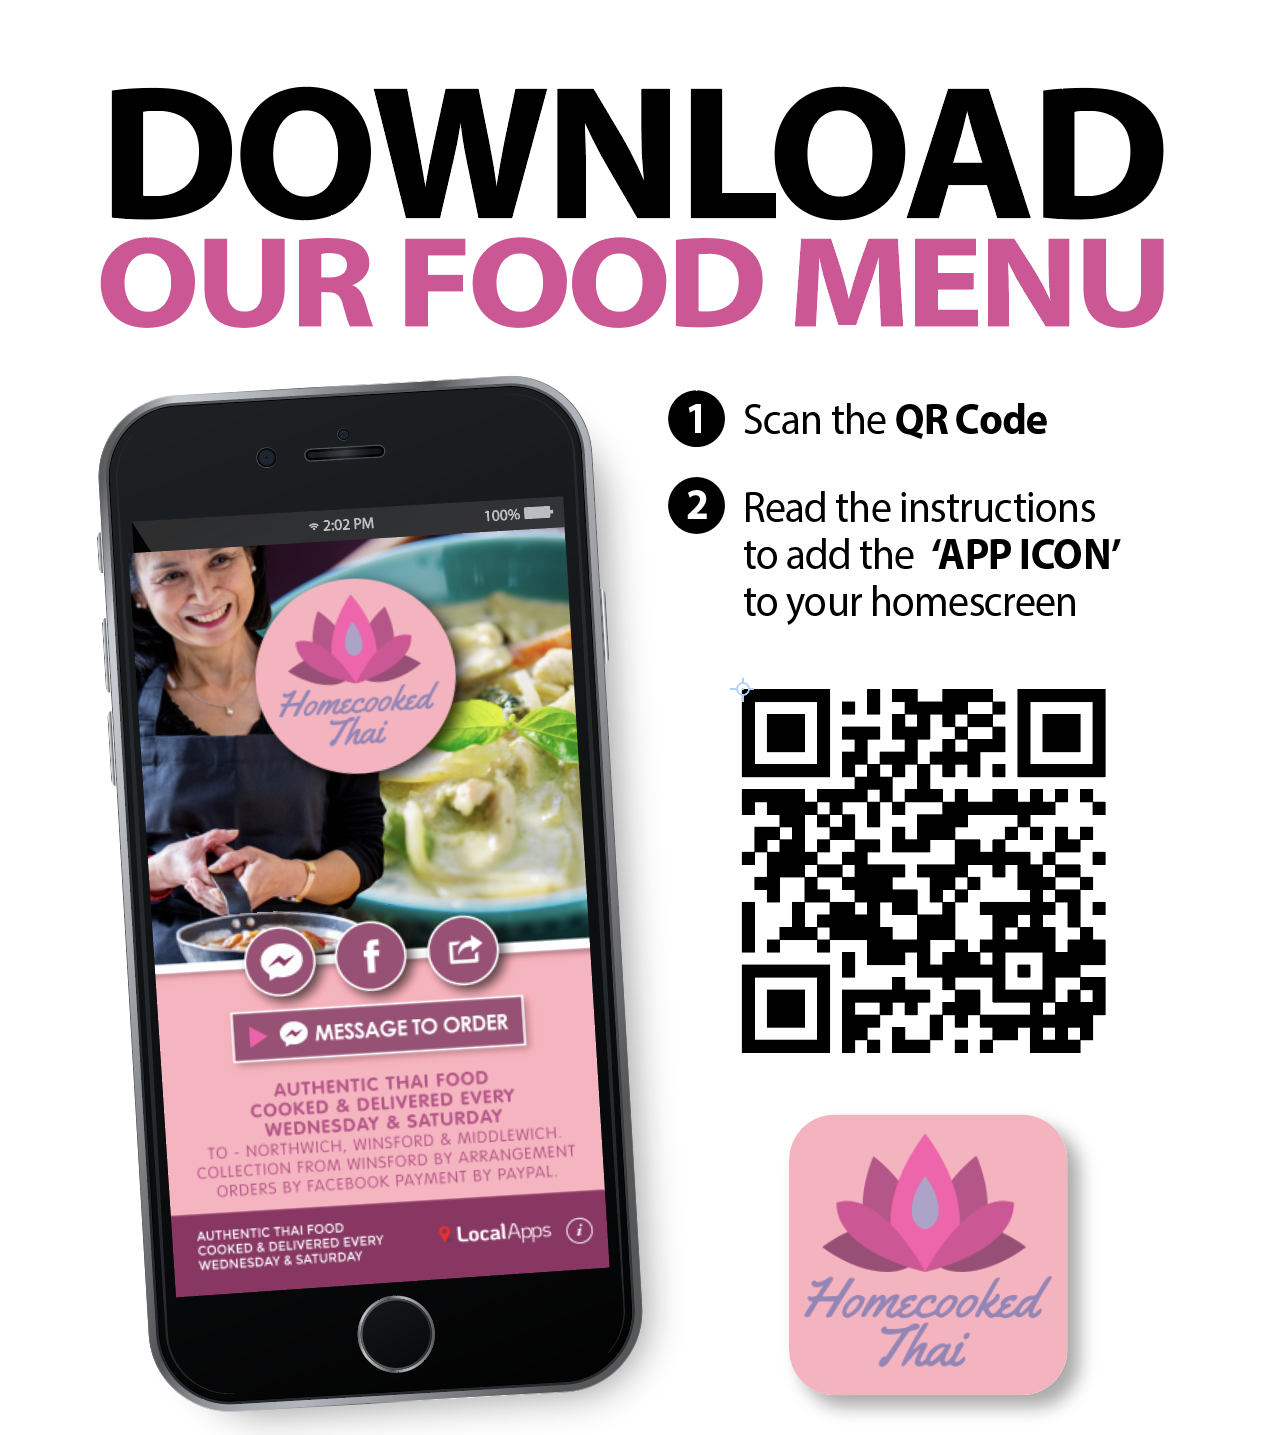 DOWNLOAD
OUR FOOD MENU
1 Scan the QR Code
2 Read the instructions
to add the ‘APP ICON’
to your homescreen
2:02 PM 100%
Homecooked
Thai
f
MESSAGE TO ORDER
AUTHENTIC THAI FOOD
COOKED & DELIVERED EVERY
WEDNESDAY & SATURDAY
TO - NORTHWICH, WINSFORD & MIDDLEWICH.
COLLECTION FROM WINSFORD BY ARRANGEMENT
ORDERS BY FACEBOOK PAYMENT BY PAYPAL.
AUTHENTIC THAI FOOD
COOKED & DELIVERED EVERY
WEDNESDAY & SATURDAY
LocalApps i
Homecooked
Thai